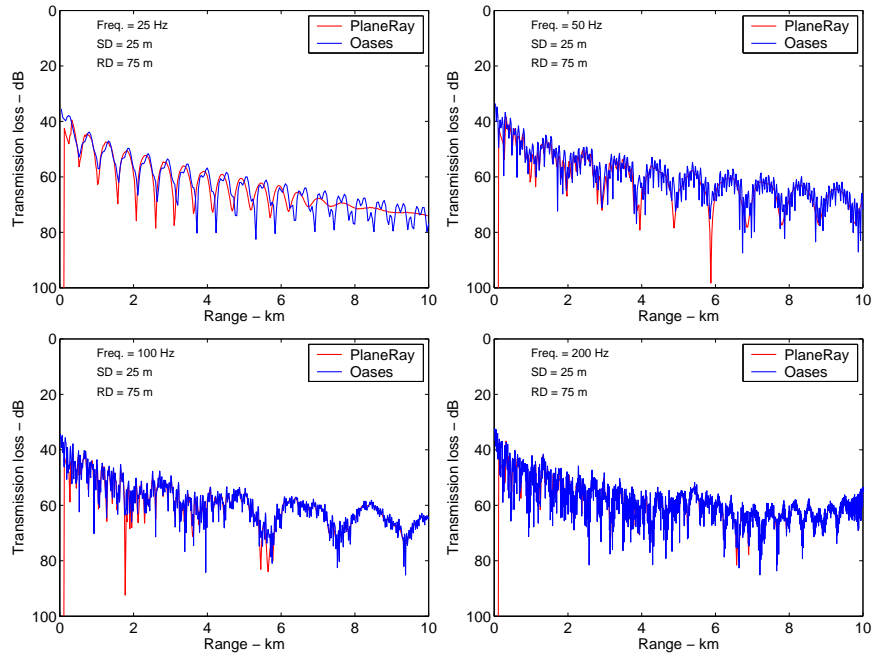 0
20
40
60
80
100
Transmission loss – dB
Freq. = 25 Hz
SD = 25 m
RD = 75 m
PlaneRay
Oases
0 2 4 6 8 10
Range – km
0
20
40
60
80
100
Transmission loss – dB
Freq. = 50 Hz
SD = 25 m
RD = 75 m
PlaneRay
Oases
0 2 4 6 8 10
Range – km
0
20
40
60
80
100
Transmission loss – dB
Freq. = 100 Hz
SD = 25 m
RD = 75 m
PlaneRay
Oases
0 2 4 6 8 10
Range – km
0
20
40
60
80
100
Transmission loss – dB
Freq. = 200 Hz
SD = 25 m
RD = 75 m
PlaneRay
Oases
0 2 4 6 8 10
Range – km